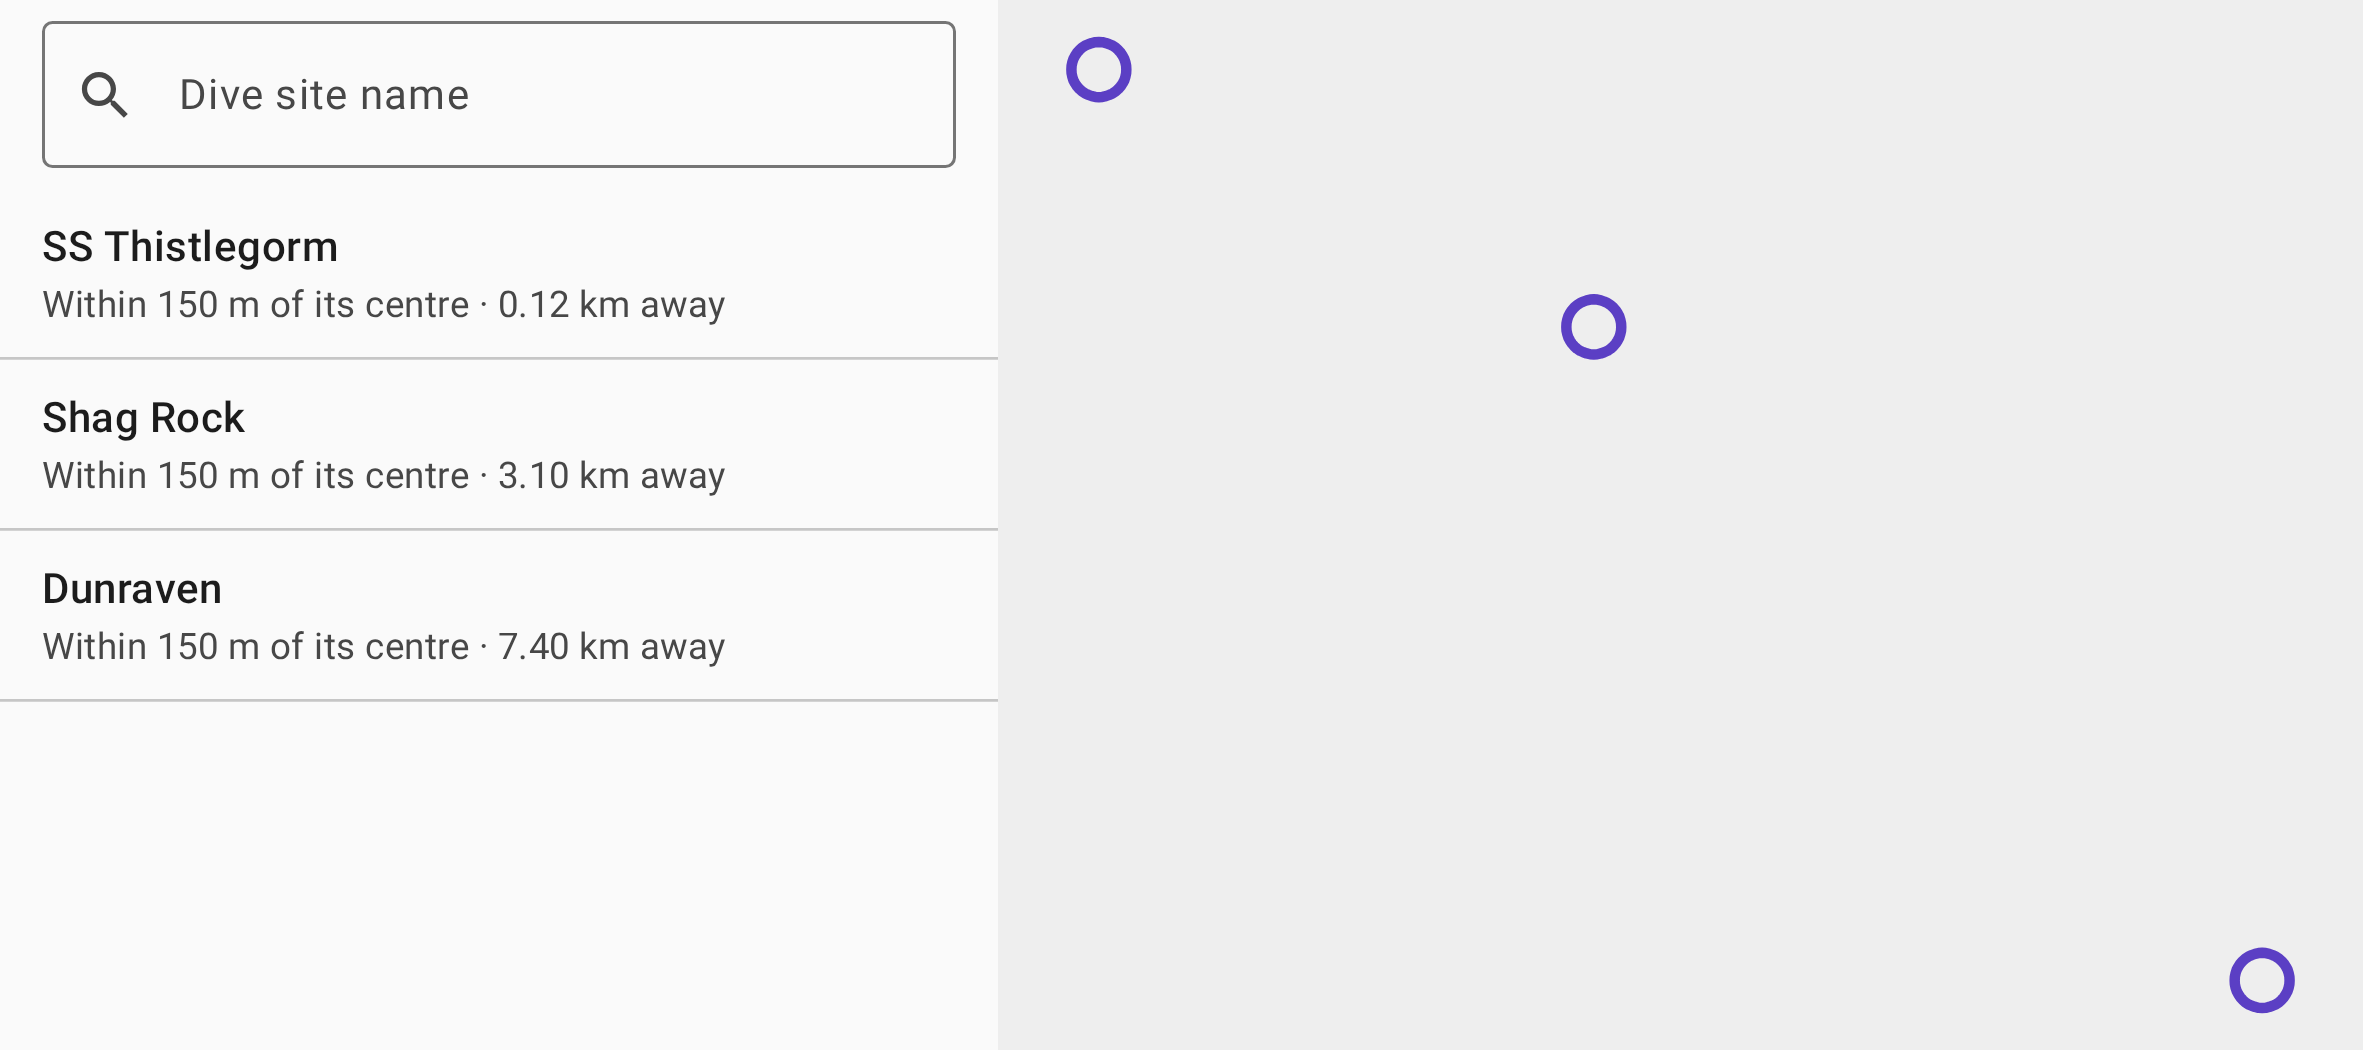 Dive site name
SS Thistlegorm
Within 150 m of its centre · 0.12 km away
Shag Rock
Within 150 m of its centre · 3.10 km away
Dunraven
Within 150 m of its centre · 7.40 km away